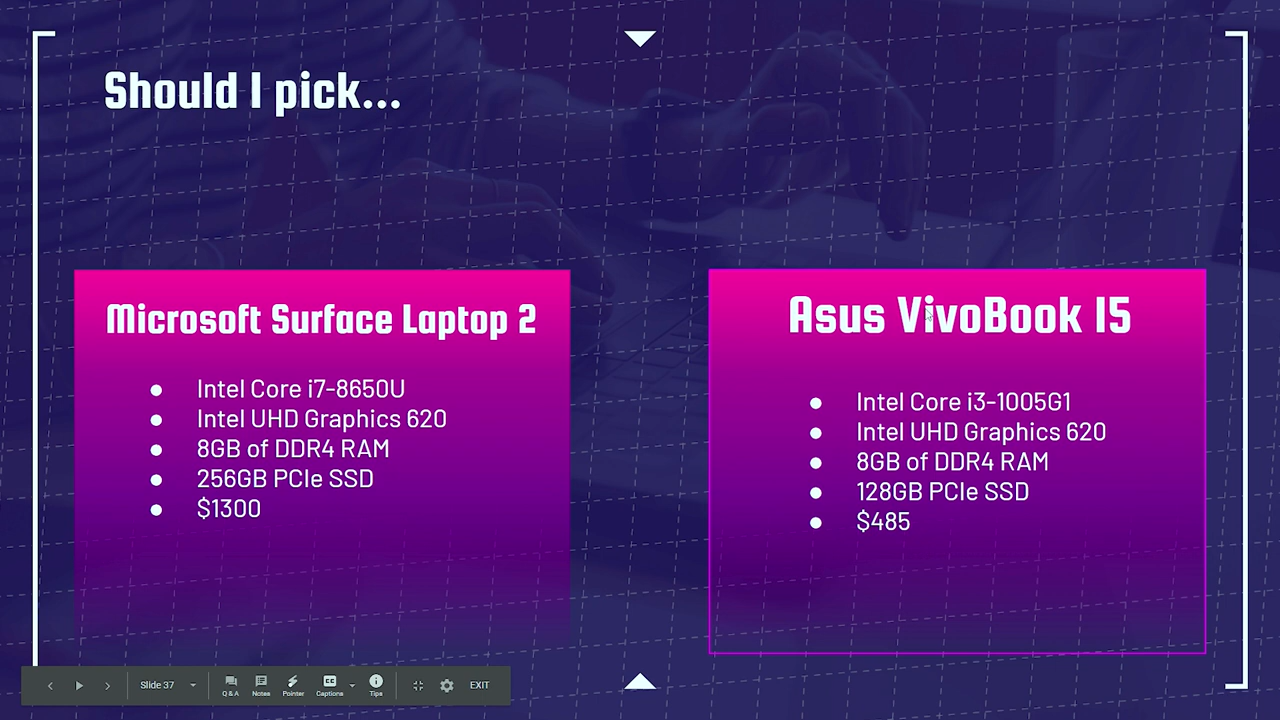 Should I pick...
Microsoft Surface Laptop 2
● Intel Core i7-8650U
● Intel UHD Graphics 620
● 8GB of DDR4 RAM
● 256GB PCIe SSD
● $1300
Asus VivoBook 15
● Intel Core i3-1005G1
● Intel UHD Graphics 620
● 8GB of DDR4 RAM
● 128GB PCIe SSD
● $485
Slide 37
Q & A
Notes
Pointer
Captions
Tips
EXIT